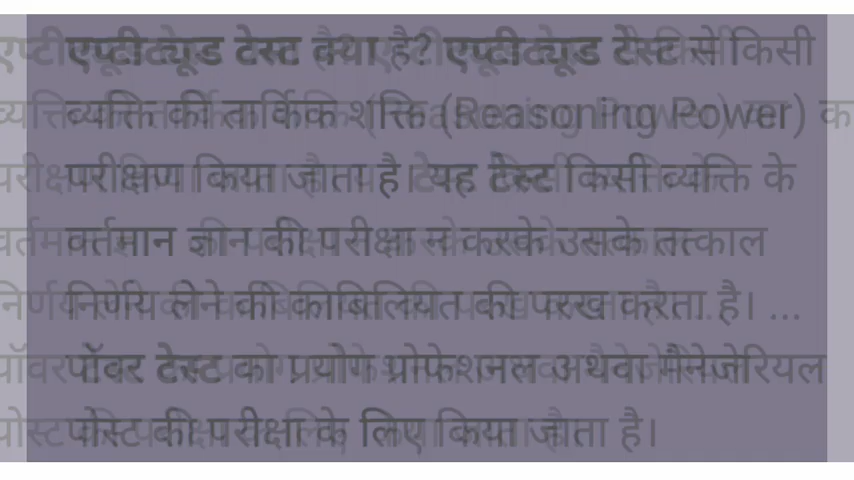 एप्टीट्यूड टेस्ट क्या है? एप्टीट्यूड टेस्ट से किसी
व्यक्ति की तार्किक शक्ति (Reasoning Power) का
परीक्षण किया जाता है। यह टेस्ट किसी व्यक्ति के
वर्तमान ज्ञान की परीक्षा न करके उसके तत्काल
निर्णय लेने की काबिलियत की परख करता है। ...
पॉवर टेस्ट का प्रयोग प्रोफेशनल अथवा मैनेजेरियल
पोस्ट की परीक्षा के लिए किया जाता है।